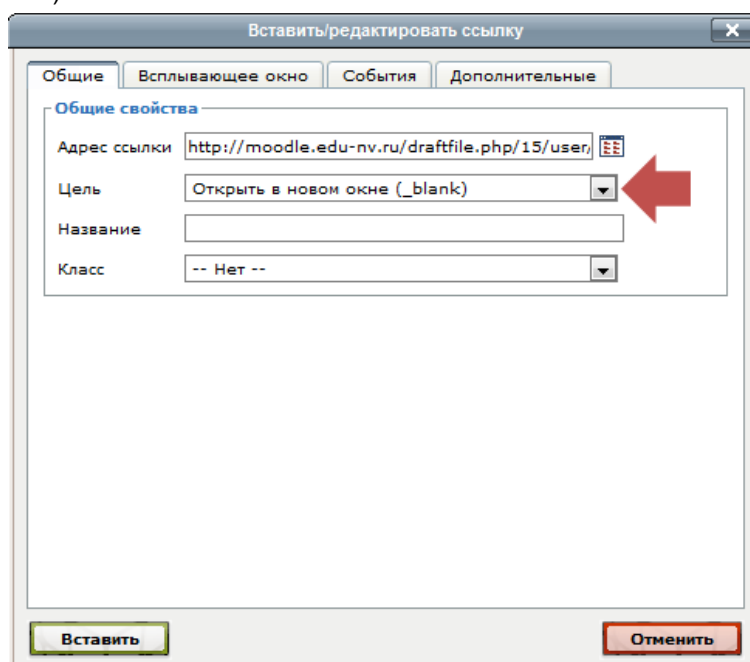 Вставить/редактировать ссылку
Общие Всплывающее окно События Дополнительные
Общие свойства
Адрес ссылки http://moodle.edu-nv.ru/draftfile.php/15/user/
Цель Открыть в новом окне (_blank)
Название
Класс -- Нет --
Вставить Отменить